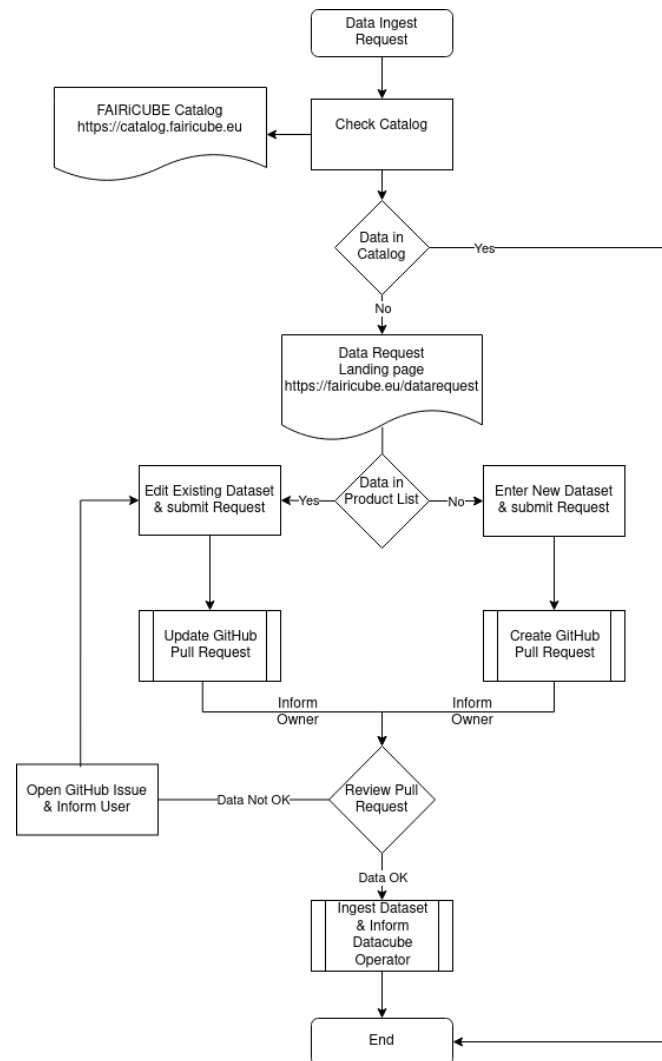 Data Ingest
Request
FAIRiCUBE Catalog
https://catalog.fairicube.eu
Check Catalog
Data in
Catalog
Yes
No
Data Request
Landing page
https://fairicube.eu/datarequest
Edit Existing Dataset
& submit Request
Yes
Data in
Product List
No
Enter New Dataset
& submit Request
Update GitHub
Pull Request
Create GitHub
Pull Request
Inform
Owner
Inform
Owner
Open GitHub Issue
& Inform User
Data Not OK
Review Pull
Request
Data OK
Ingest Dataset
& Inform
Datacube
Operator
End